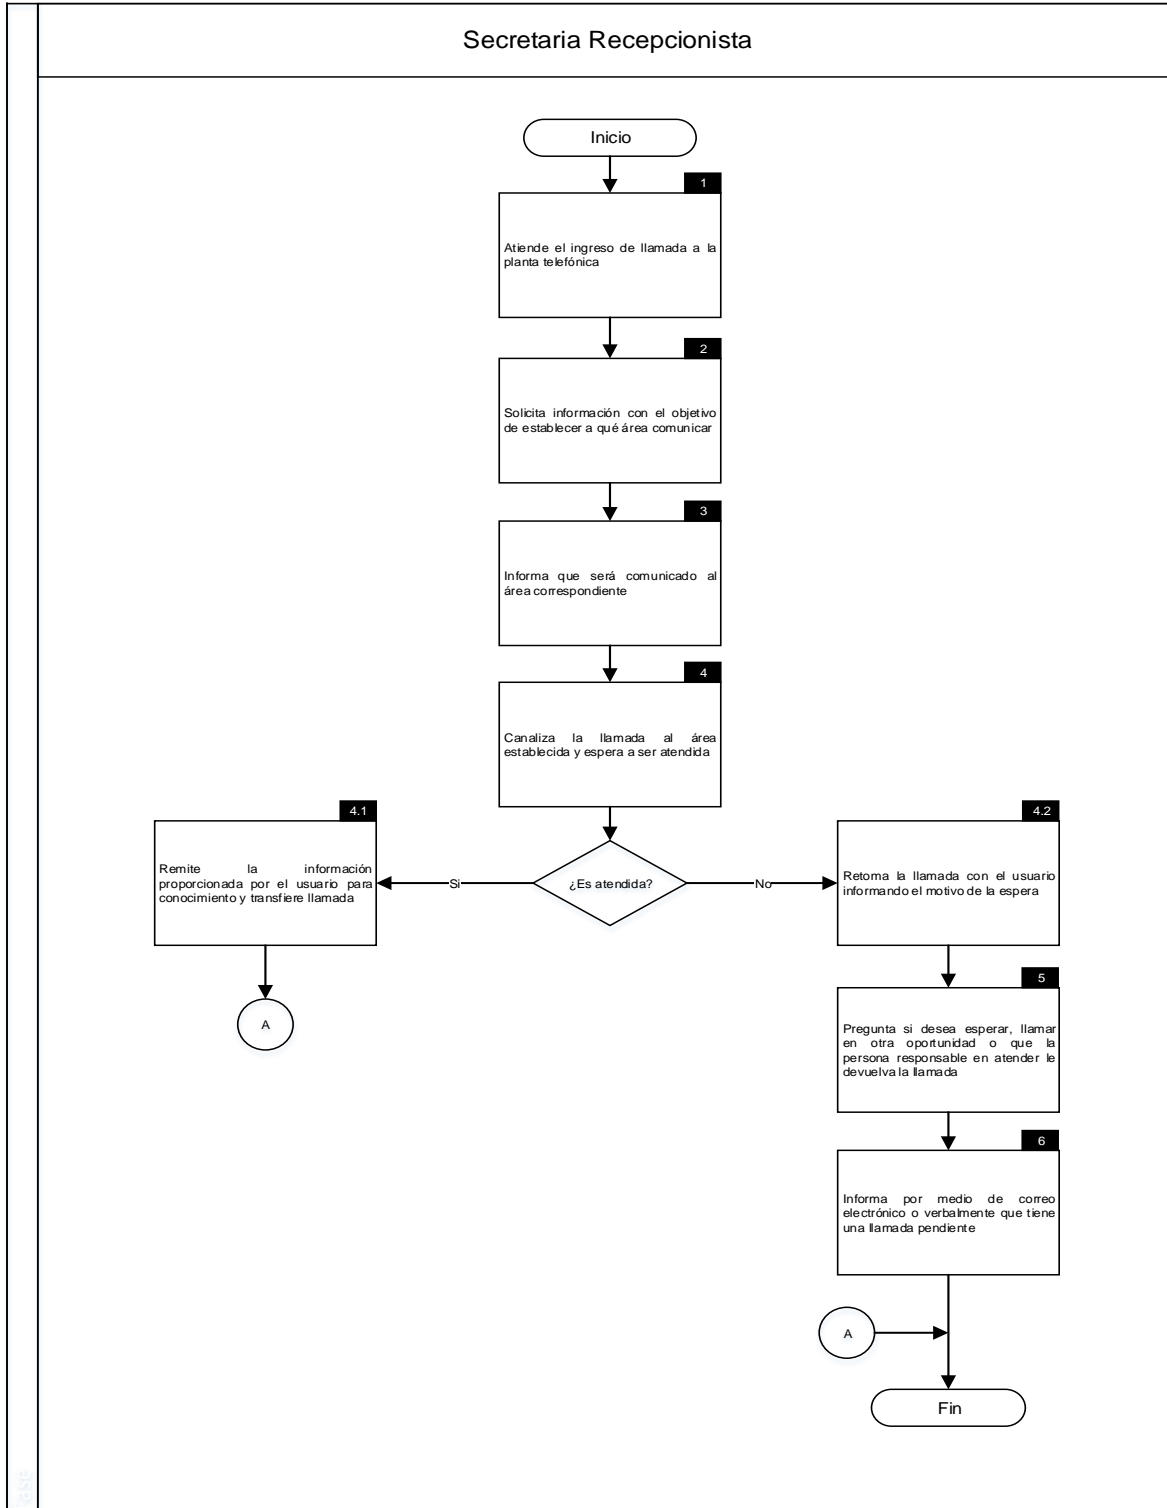 Secretaria Recepcionista
Inicio
1
Atiende el ingreso de llamada a la
planta telefónica
2
Solicita información con el objetivo
de establecer a qué área comunicar
3
Informa que será comunicado al
área correspondiente
4
Canaliza la llamada al área
establecida y espera a ser atendida
¿Es atendida?
Si
No
4.1
Remite la información
proporcionada por el usuario para
conocimiento y transfiere llamada
A
4.2
Retoma la llamada con el usuario
informando el motivo de la espera
5
Pregunta si desea esperar, llamar
en otra oportunidad o que la
persona responsable en atender le
devuelva la llamada
6
Informa por medio de correo
electrónico o verbalmente que tiene
una llamada pendiente
A
Fin